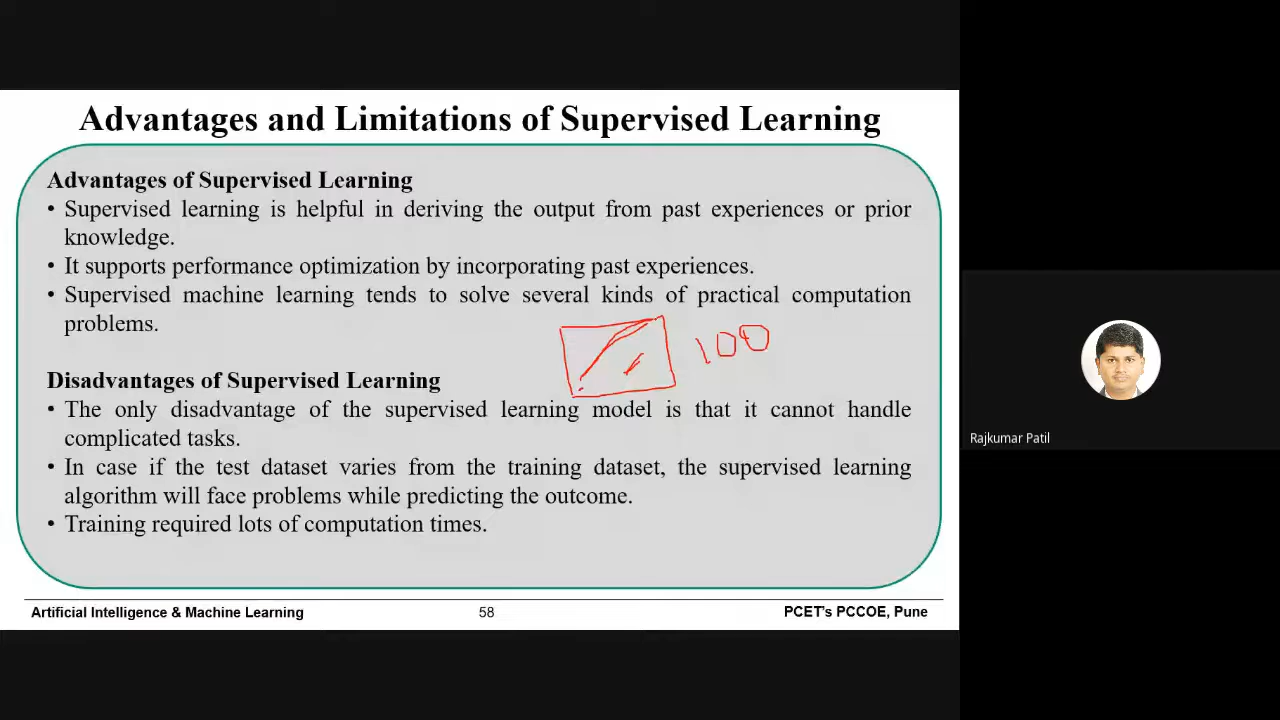 Advantages and Limitations of Supervised Learning
Advantages of Supervised Learning
• Supervised learning is helpful in deriving the output from past experiences or prior
knowledge.
• It supports performance optimization by incorporating past experiences.
• Supervised machine learning tends to solve several kinds of practical computation
problems.
100
Disadvantages of Supervised Learning
• The only disadvantage of the supervised learning model is that it cannot handle
complicated tasks.
• In case if the test dataset varies from the training dataset, the supervised learning
algorithm will face problems while predicting the outcome.
• Training required lots of computation times.
Artificial Intelligence & Machine Learning
58
PCET's PCCOE, Pune
Rajkumar Patil